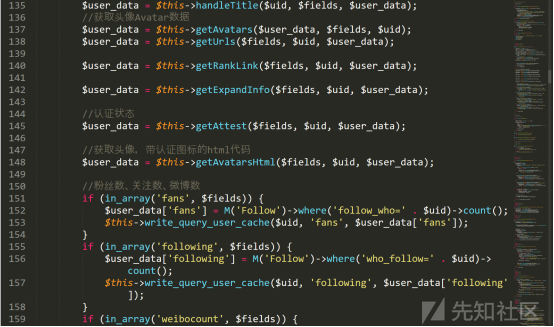 135 $user_data = $this->handleTitle($uid, $fields, $user_data);
136 //获取头像Avatar数据
137 $user_data = $this->getAvatars($user_data, $fields, $uid);
138 $user_data = $this->getUrls($fields, $uid, $user_data);
139
140 $user_data = $this->getRankLink($fields, $uid, $user_data);
141
142 $user_data = $this->getExpandInfo($fields, $uid, $user_data);
143
144 //认证状态
145 $user_data = $this->getAttest($fields, $uid, $user_data);
146
147 //获取头像, 带认证图标的html代码
148 $user_data = $this->getAvatarsHtml($fields, $uid, $user_data);
149
150 //粉丝数、关注数、微博数
151 if (in_array('fans', $fields)) {
152 $user_data['fans'] = M('Follow')->where('follow_who=' . $uid)->count();
153 $this->write_query_user_cache($uid, 'fans', $user_data['fans']);
154 }
155 if (in_array('following', $fields)) {
156 $user_data['following'] = M('Follow')->where('who_follow=' . $uid)->
count();
157 $this->write_query_user_cache($uid, 'following', $user_data['following'
]);
158 }
159 if (in_array('weibocount', $fields)) {
先知社区